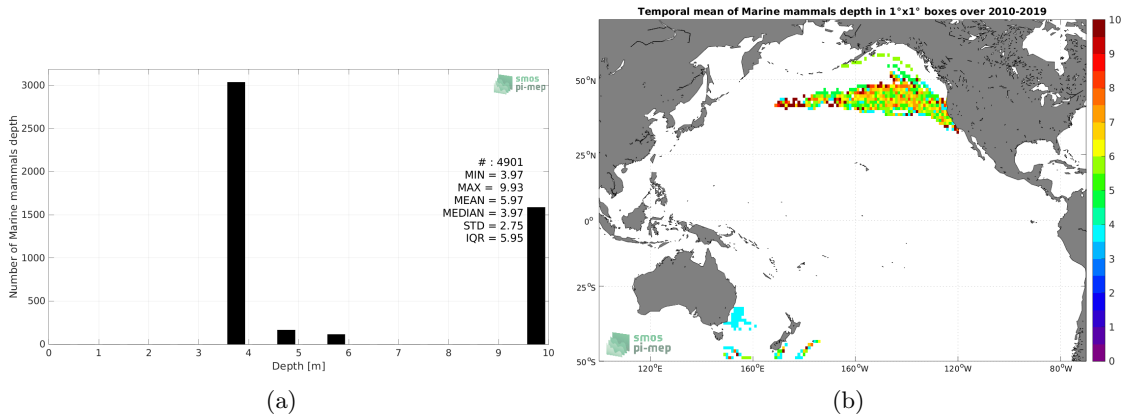 3000
2500
2000
1500
1000
500
0
Number of Marine mammals depth
smos
pi-mep
# : 4901
MIN = 3.97
MAX = 9.93
MEAN = 5.97
MEDIAN = 3.97
STD = 2.75
IQR = 5.95
0 1 2 3 4 5 6 7 8 9 10
Depth [m]
(a)
Temporal mean of Marine mammals depth in 1°x1° boxes over 2010-2019
50°N
25°N
0°
25°S
50°S
smos
pi-mep
120°E 160°E 160°W 120°W 80°W
10
9
8
7
6
5
4
3
2
1
0
(b)